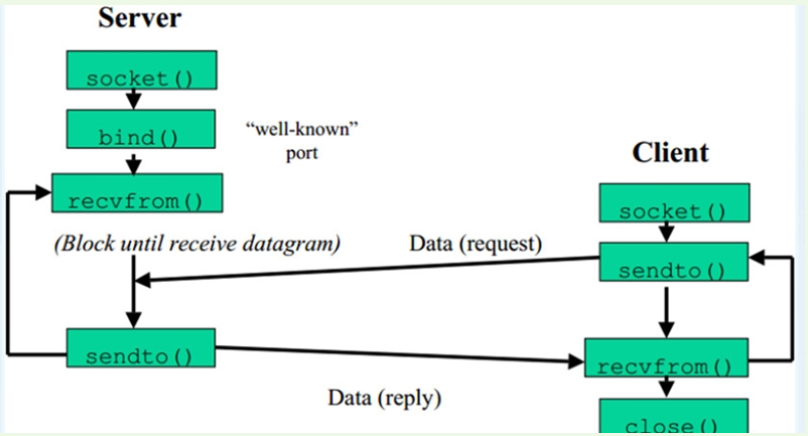 Server
socket()
bind()
“well-known”
port
recvfrom()
(Block until receive datagram)
sendto()
Client
socket()
Data (request)
sendto()
Data (reply)
recvfrom()
close()